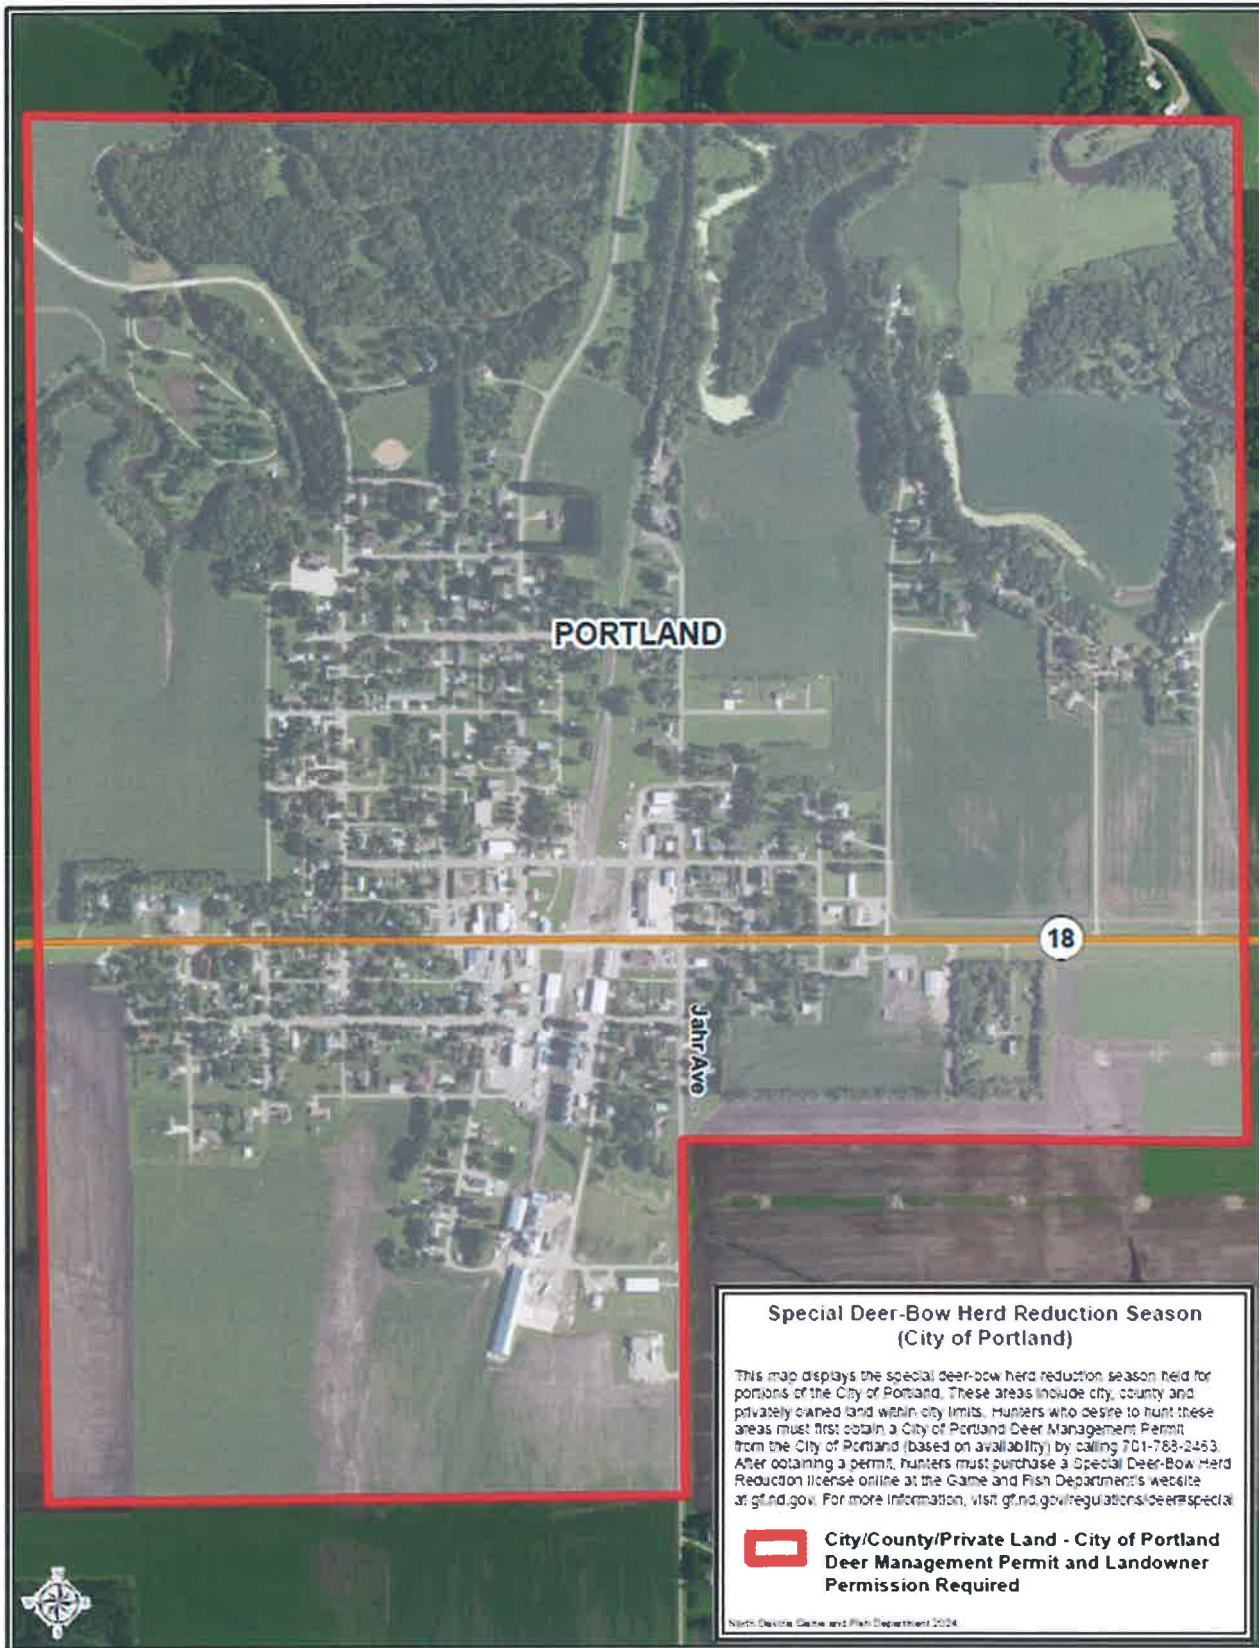 PORTLAND
18
Jahr Ave
Special Deer-Bow Herd Reduction Season
(City of Portland)
This map displays the special deer-bow herd reduction season held for
portions of the City of Portland. These areas include city, county and
privately owned land within city limits. Hunters who desire to hunt these
areas must first obtain a City of Portland Deer Management Permit
from the City of Portland (based on availability) by calling 701-788-2463.
After obtaining a permit, hunters must purchase a Special Deer-Bow Herd
Reduction license online at the Game and Fish Department's website
at gf.nd.gov. For more information, visit gf.nd.gov/regulations/deer#special
City/County/Private Land - City of Portland
Deer Management Permit and Landowner
Permission Required
North Dakota Game and Fish Department 2024